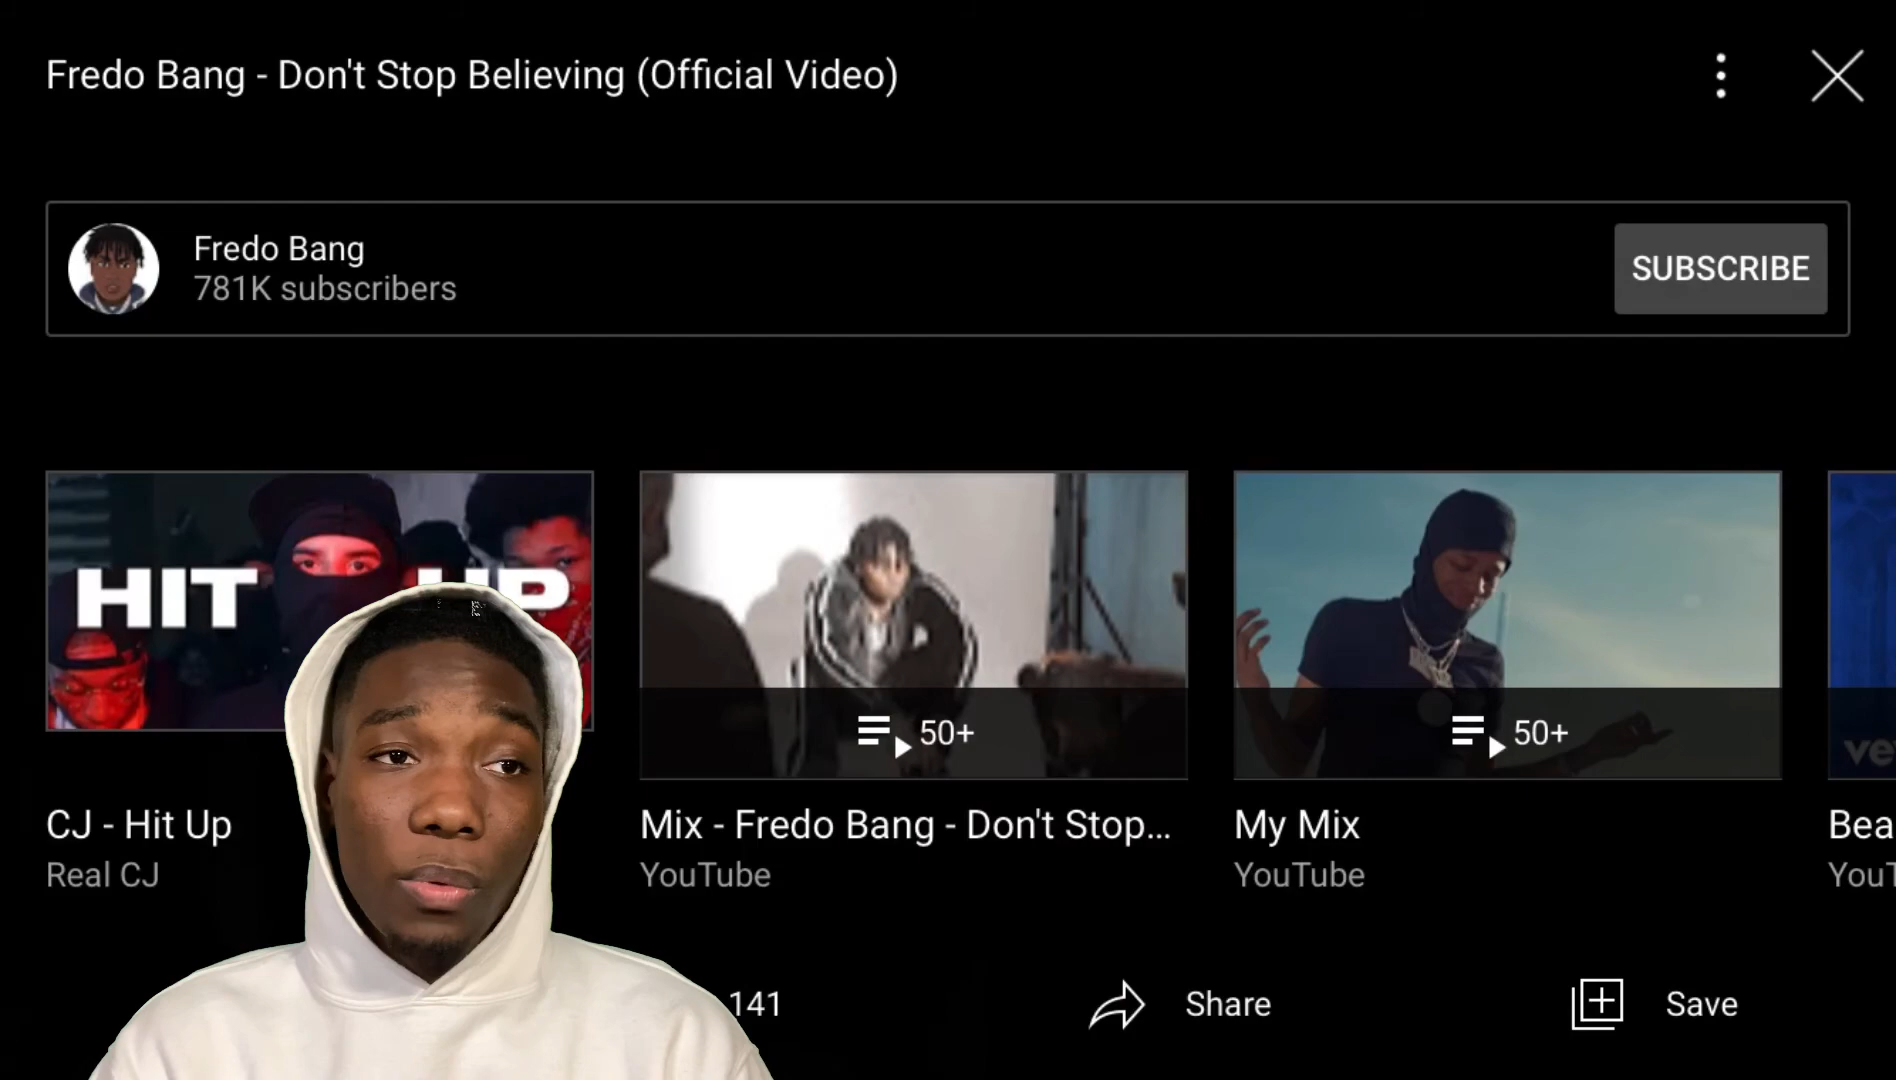 Fredo Bang - Don't Stop Believing (Official Video)
Fredo Bang
781K subscribers
SUBSCRIBE
HIT UP
50+
50+
CJ - Hit Up
Mix - Fredo Bang - Don't Stop...
My Mix
Real CJ
YouTube
YouTube
141
Share
Save